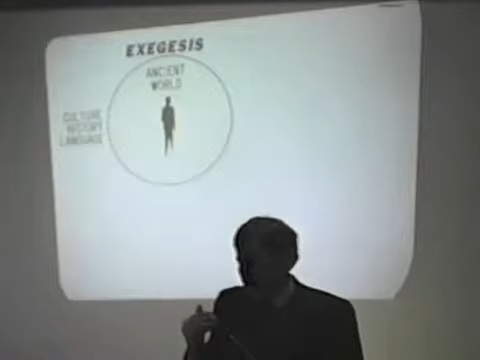 EXEGESIS
ANCIENT
WORLD
CULTURE
HISTORY
LANGUAGE